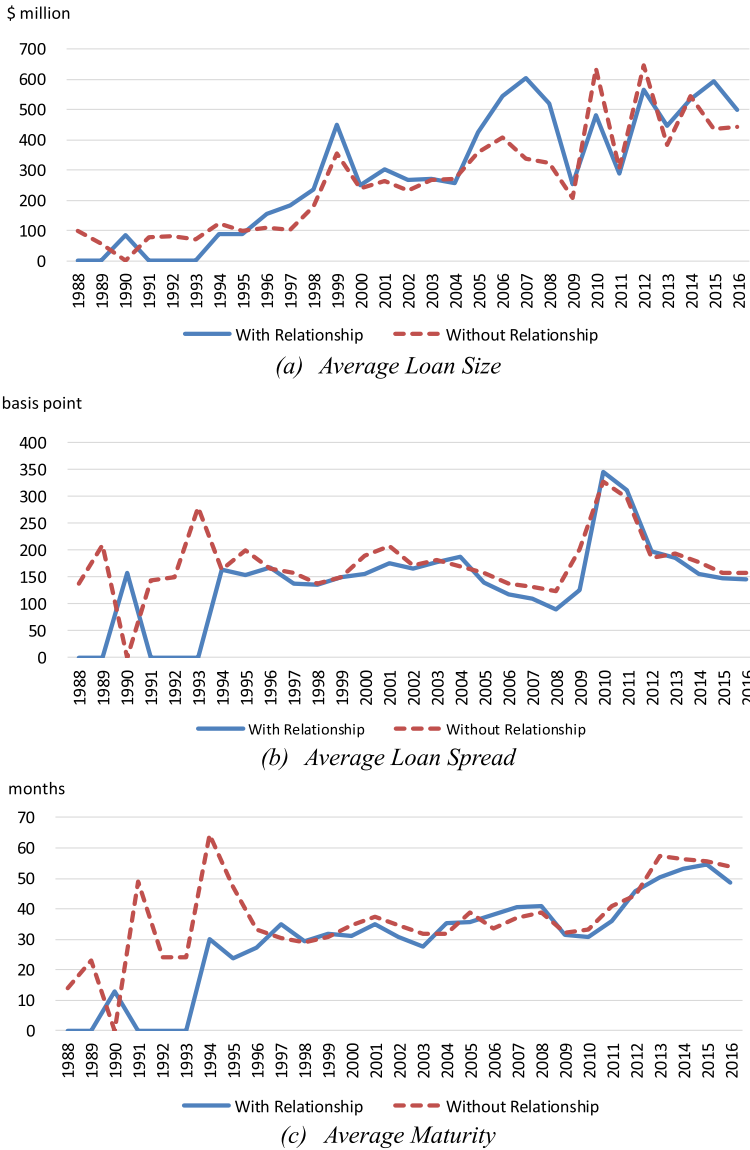 $ million
700
600
500
400
300
200
100
0
1988 1989 1990 1991 1992 1993 1994 1995 1996 1997 1998 1999 2000 2001 2002 2003 2004 2005 2006 2007 2008 2009 2010 2011 2012 2013 2014 2015 2016
With Relationship Without Relationship
(a) Average Loan Size
basis point
400
350
300
250
200
150
100
50
0
1988 1989 1990 1991 1992 1993 1994 1995 1996 1997 1998 1999 2000 2001 2002 2003 2004 2005 2006 2007 2008 2009 2010 2011 2012 2013 2014 2015 2016
With Relationship Without Relationship
(b) Average Loan Spread
months
70
60
50
40
30
20
10
0
1988 1989 1990 1991 1992 1993 1994 1995 1996 1997 1998 1999 2000 2001 2002 2003 2004 2005 2006 2007 2008 2009 2010 2011 2012 2013 2014 2015 2016
With Relationship Without Relationship
(c) Average Maturity